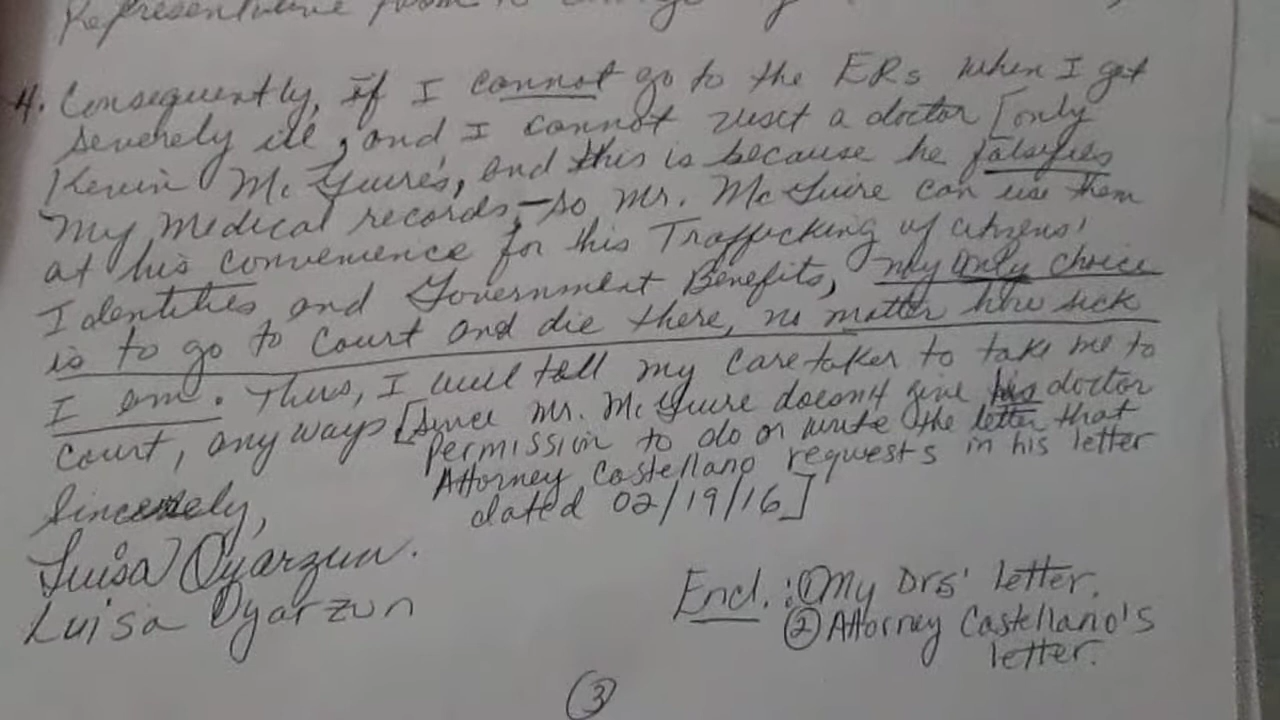 Representative from
4. Consequently, if I cannot go to the ERs when I get
severely ill, and I cannot visit a doctor [only
Kevin McGuire's, and this is because he falsifies
my medical records,—so Mr. McGuire can use them
at his convenience for this Traffucking of citizens'
Identities and Government Benefits, my only choice
is to go to Court and die there, no matter how sick
I am. Thus, I will tell my caretaker to take me to
court, anyways [Since Mr. McGuire doesn't give his doctor
permission to do or write the letter that
Attorney Castellano requests in his letter
dated 02/19/16]
Sincerely,
Luisa Oyarzun.
Luisa Oyarzun
Encl.: ① My Drs' letter.
② Attorney Castellano's
letter.
③